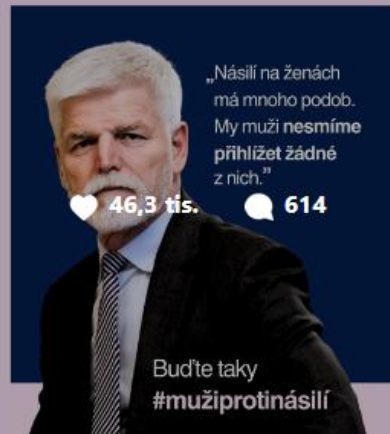 „Násilí na ženách
má mnoho podob.
My muži nesmíme
přihlížet žádné
z nich.”
46,3 tis. 614
Buďte taky
#mužiprotinásilí